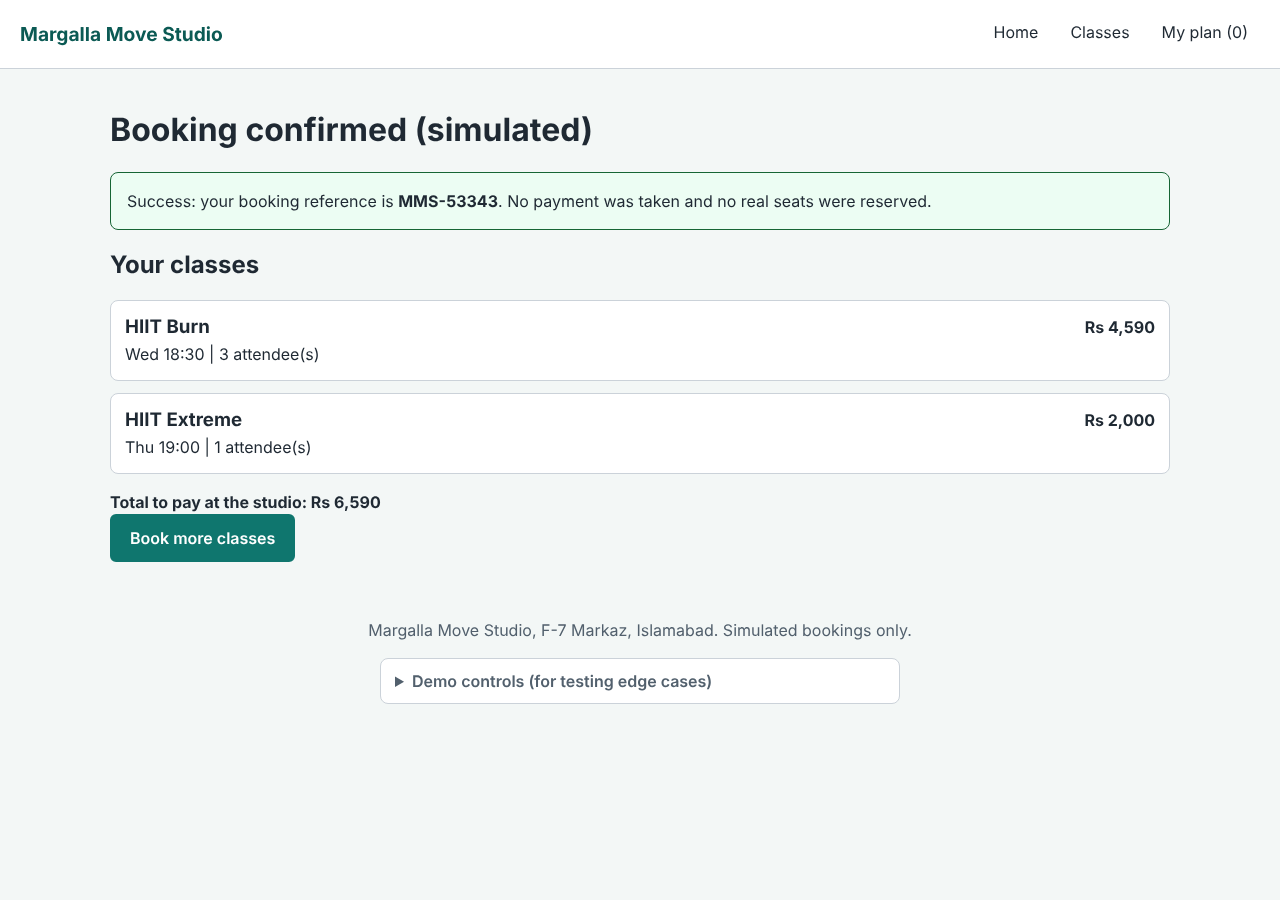 Margalla Move Studio
Home Classes My plan (0)
Booking confirmed (simulated)
Success: your booking reference is MMS-53343. No payment was taken and no real seats were reserved.
Your classes
HIIT Burn Rs 4,590
Wed 18:30 | 3 attendee(s)
HIIT Extreme Rs 2,000
Thu 19:00 | 1 attendee(s)
Total to pay at the studio: Rs 6,590
Book more classes
Margalla Move Studio, F-7 Markaz, Islamabad. Simulated bookings only.
Demo controls (for testing edge cases)